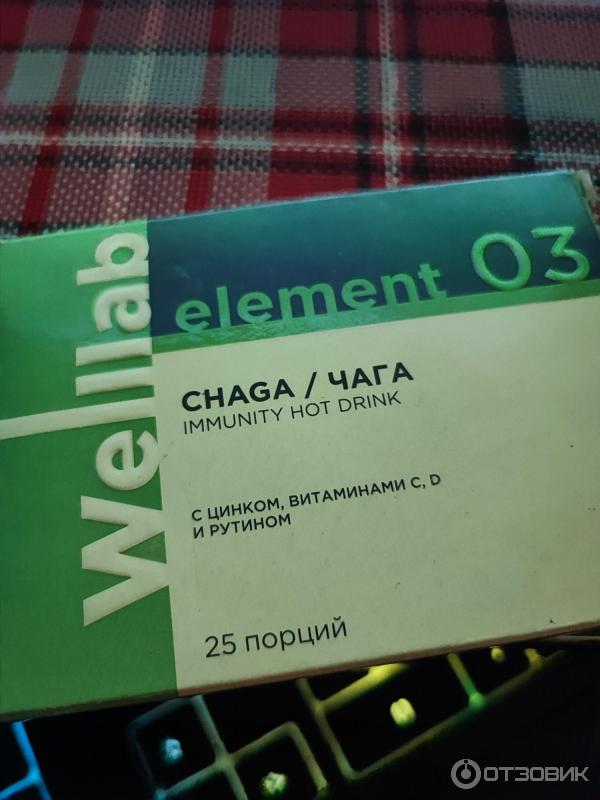 Welllab
element 03
CHAGA / ЧАГА
IMMUNITY HOT DRINK
С ЦИНКОМ, ВИТАМИНАМИ C, D
И РУТИНОМ
25 порций
ОТЗОВИК